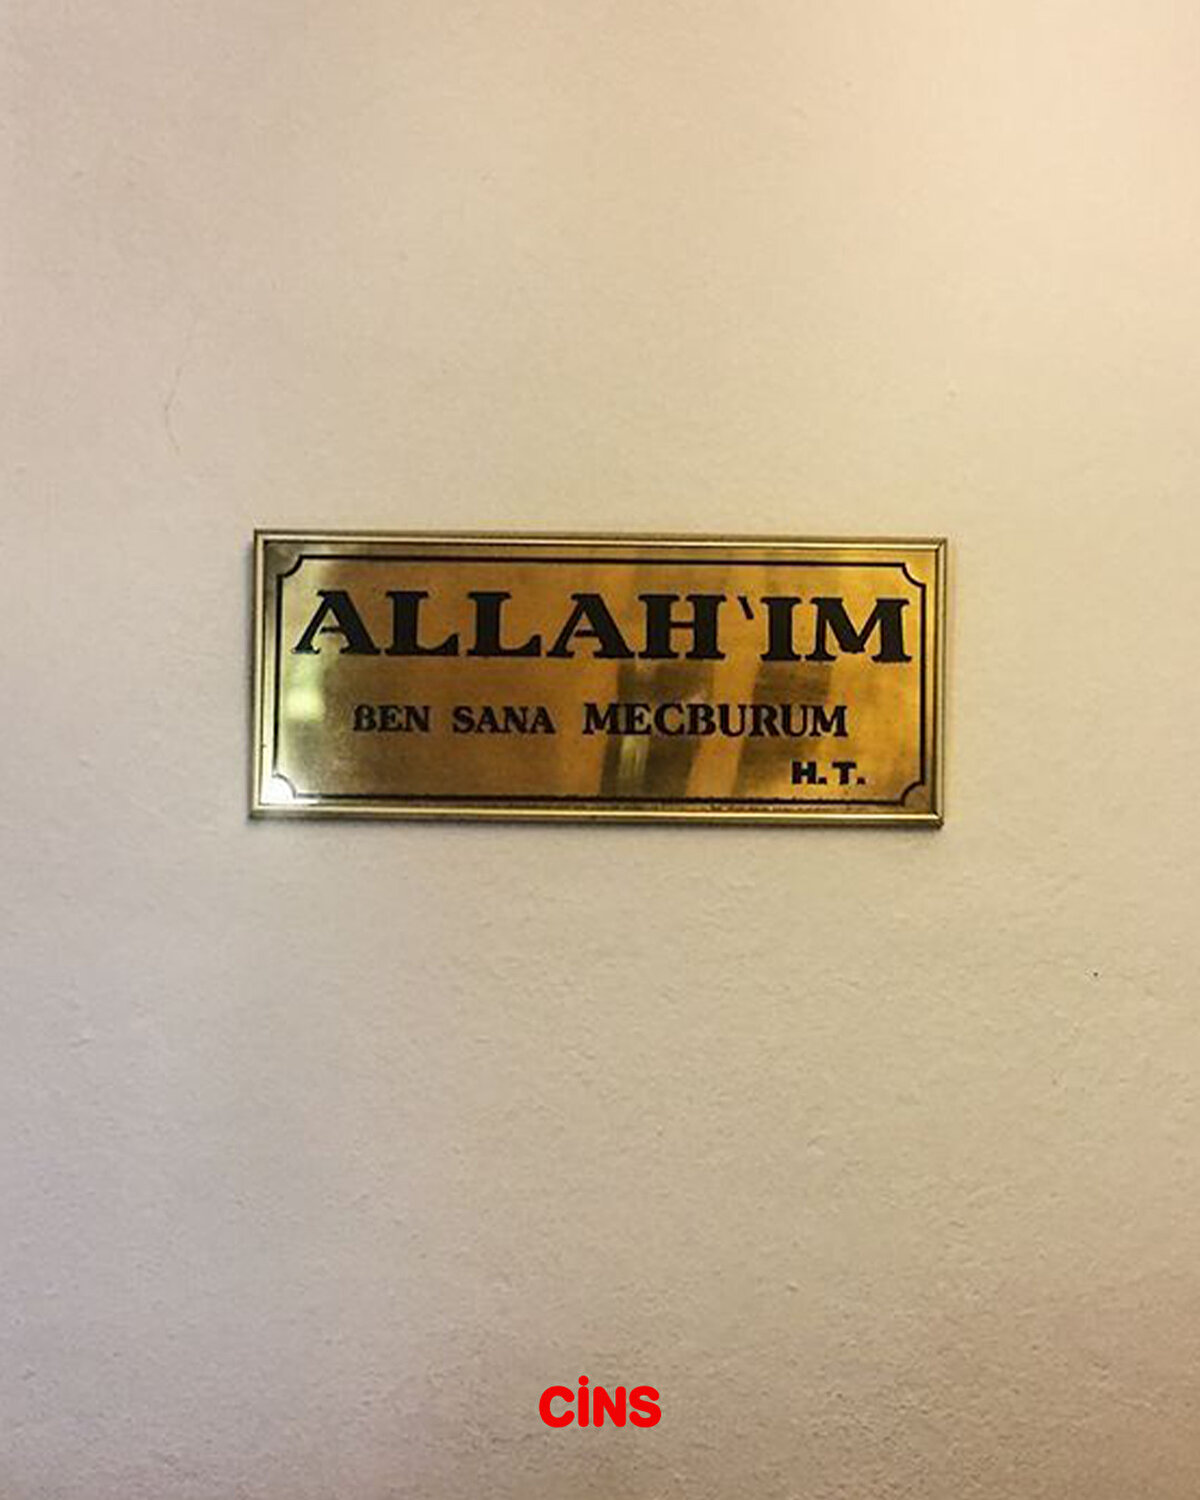 ALLAH'IM
BEN SANA MECBURUM
H.T.
CİNS